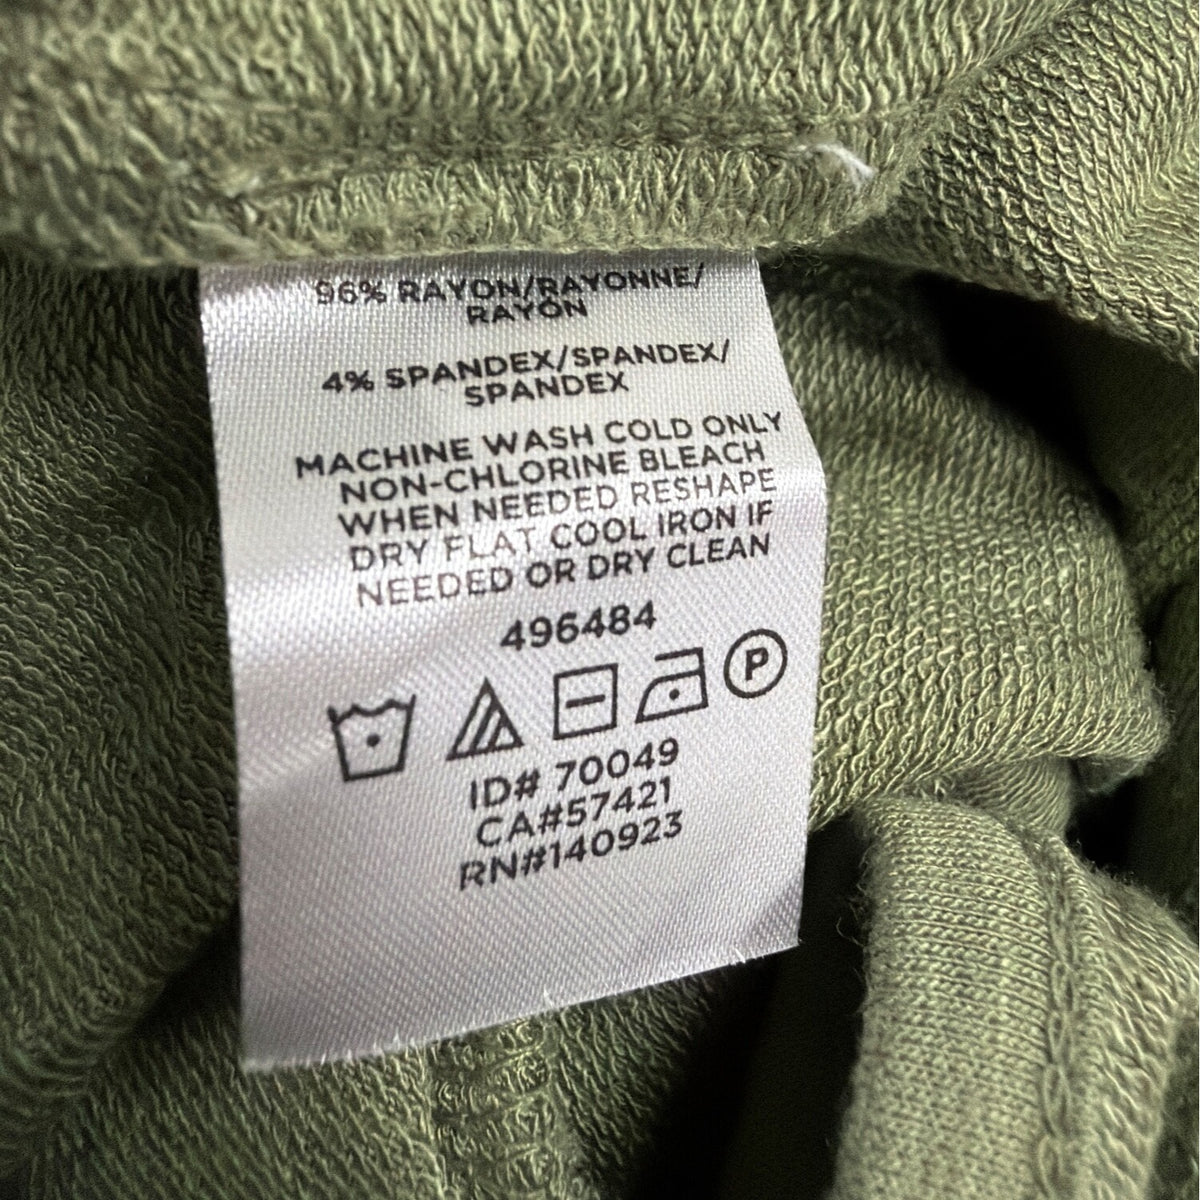 96% RAYON/RAYONNE/
RAYÓN
4% SPANDEX/SPANDEX/
SPANDEX
MACHINE WASH COLD ONLY
NON-CHLORINE BLEACH
WHEN NEEDED RESHAPE
DRY FLAT COOL IRON IF
NEEDED OR DRY CLEAN
496484
P
ID# 70049
CA#57421
RN#140923